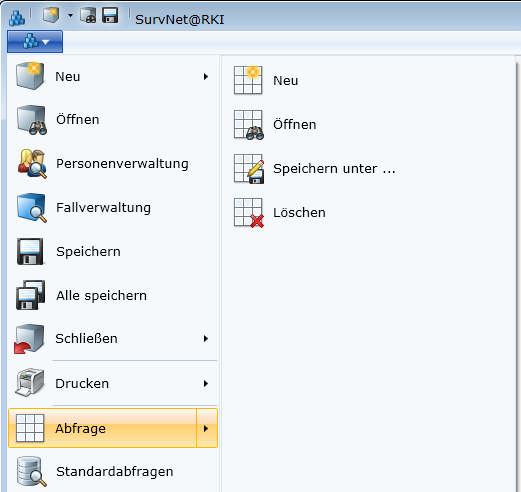 SurvNet@RKI
Neu
Öffnen
Personenverwaltung
Fallverwaltung
Speichern
Alle speichern
Schließen
Drucken
Abfrage
Standardabfragen
Neu
Öffnen
Speichern unter ...
Löschen